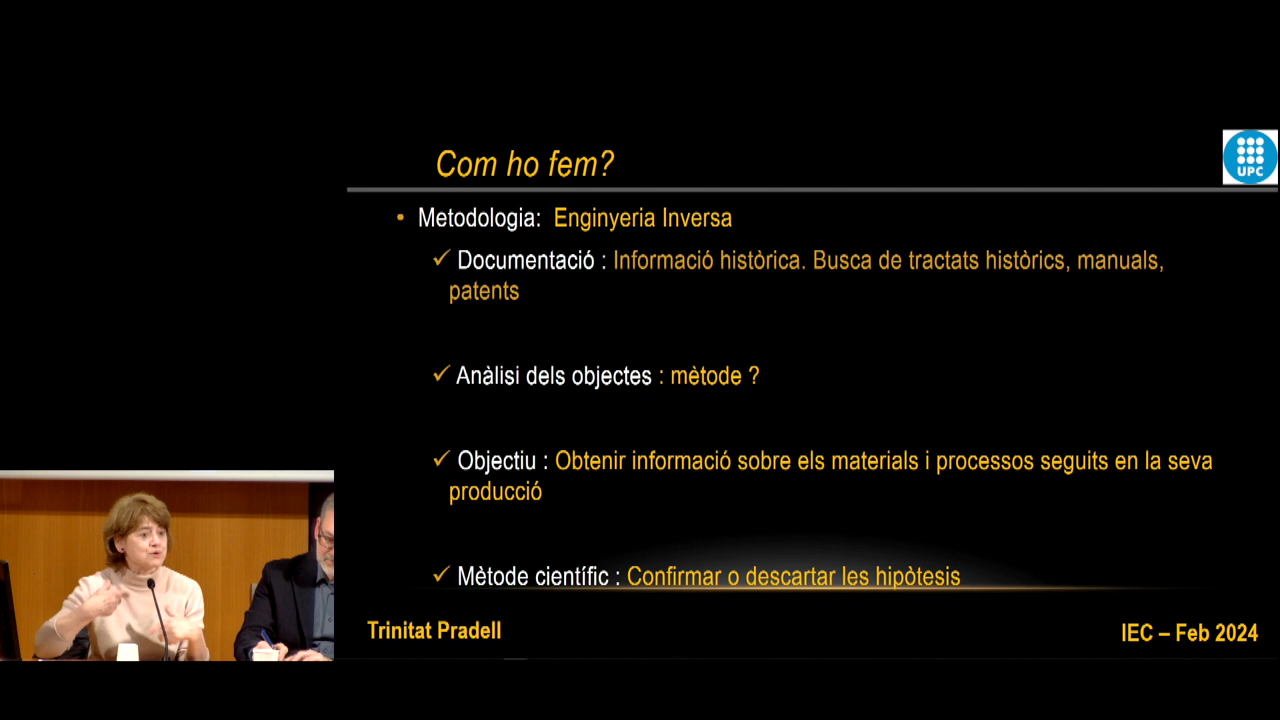 Com ho fem?
UPC
• Metodologia: Enginyeria Inversa
✓ Documentació : Informació històrica. Busca de tractats històrics, manuals,
patents
✓ Anàlisi dels objectes : mètode ?
✓ Objectiu : Obtenir informació sobre els materials i processos seguits en la seva
producció
✓ Mètode científic : Confirmar o descartar les hipòtesis
Trinitat Pradell
IEC – Feb 2024